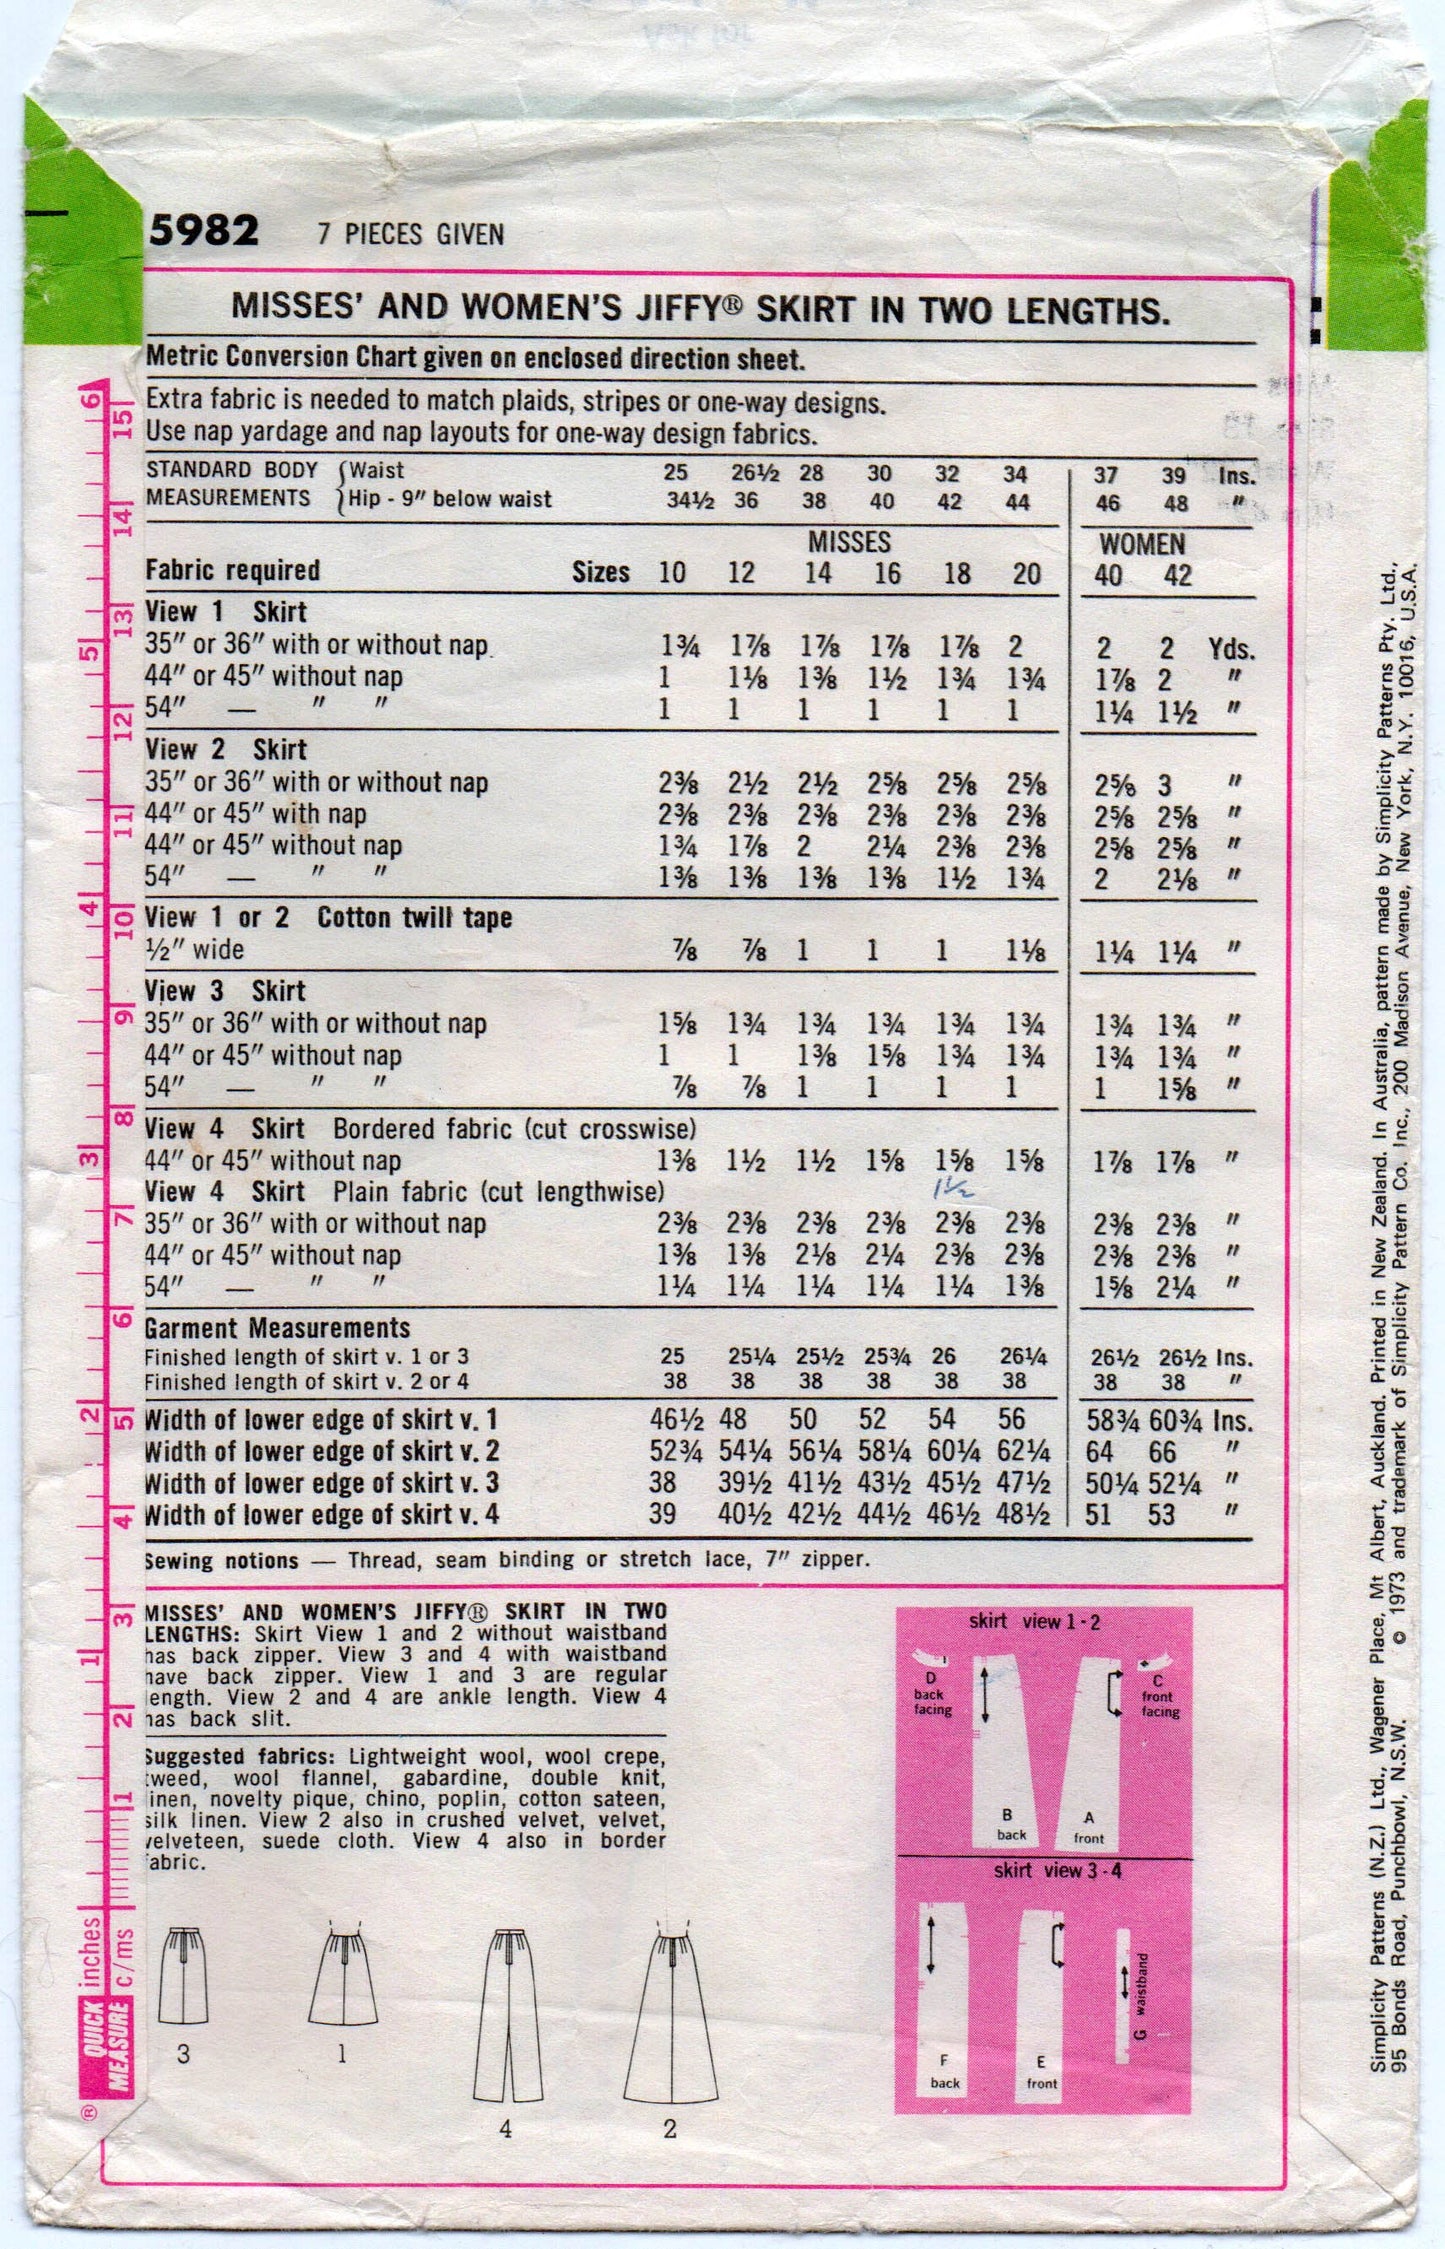 5982 7 PIECES GIVEN
MISSES' AND WOMEN'S JIFFY® SKIRT IN TWO LENGTHS.
Metric Conversion Chart given on enclosed direction sheet.
Extra fabric is needed to match plaids, stripes or one-way designs.
Use nap yardage and nap layouts for one-way design fabrics.
STANDARD BODY { Waist 25 26½ 28 30 32 34 37 39 Ins.
MEASUREMENTS } Hip - 9" below waist 34½ 36 38 40 42 44 46 48 "
MISSES WOMEN
Fabric required Sizes 10 12 14 16 18 20 40 42
View 1 Skirt
35" or 36" with or without nap 1¾ 1⅞ 1⅞ 1⅞ 1⅞ 2 2 2 Yds.
44" or 45" without nap 1 1⅛ 1⅜ 1½ 1¾ 1¾ 1⅞ 2 "
54" — " " 1 1 1 1 1 1 1¼ 1½ "
View 2 Skirt
35" or 36" with or without nap 2⅜ 2½ 2½ 2⅝ 2⅝ 2⅝ 2⅝ 3 "
44" or 45" with nap 2⅜ 2⅜ 2⅜ 2⅜ 2⅜ 2⅜ 2⅝ 2⅝ "
44" or 45" without nap 1¾ 1⅞ 2 2¼ 2⅜ 2⅜ 2⅝ 2⅝ "
54" — " " 1⅜ 1⅜ 1⅜ 1⅜ 1½ 1¾ 2 2⅛ "
View 1 or 2 Cotton twill tape
½" wide ⅞ ⅞ 1 1 1 1⅛ 1¼ 1¼ "
View 3 Skirt
35" or 36" with or without nap 1⅝ 1¾ 1¾ 1¾ 1¾ 1¾ 1¾ 1¾ "
44" or 45" without nap 1 1 1⅜ 1⅝ 1¾ 1¾ 1¾ 1¾ "
54" — " " ⅞ ⅞ 1 1 1 1 1 1⅝ "
View 4 Skirt Bordered fabric (cut crosswise)
44" or 45" without nap 1⅜ 1½ 1½ 1⅝ 1⅝ 1⅝ 1⅞ 1⅞ "
View 4 Skirt Plain fabric (cut lengthwise) 1½
35" or 36" with or without nap 2⅜ 2⅜ 2⅜ 2⅜ 2⅜ 2⅜ 2⅜ 2⅜ "
44" or 45" without nap 1⅜ 1⅜ 2⅛ 2¼ 2⅜ 2⅜ 2⅜ 2⅜ "
54" — " " 1¼ 1¼ 1¼ 1¼ 1¼ 1⅜ 1⅝ 2¼ "
Garment Measurements
Finished length of skirt v. 1 or 3 25 25¼ 25½ 25¾ 26 26¼ 26½ 26½ Ins.
Finished length of skirt v. 2 or 4 38 38 38 38 38 38 38 38 "
Width of lower edge of skirt v. 1 46½ 48 50 52 54 56 58¾ 60¾ Ins.
Width of lower edge of skirt v. 2 52¾ 54¼ 56¼ 58¼ 60¼ 62¼ 64 66 "
Width of lower edge of skirt v. 3 38 39½ 41½ 43½ 45½ 47½ 50¼ 52¼ "
Width of lower edge of skirt v. 4 39 40½ 42½ 44½ 46½ 48½ 51 53 "
Sewing notions — Thread, seam binding or stretch lace, 7" zipper.
MISSES' AND WOMEN'S JIFFY® SKIRT IN TWO
LENGTHS: Skirt View 1 and 2 without waistband
has back zipper. View 3 and 4 with waistband
have back zipper. View 1 and 3 are regular
length. View 2 and 4 are ankle length. View 4
has back slit.
Suggested fabrics: Lightweight wool, wool crepe,
tweed, wool flannel, gabardine, double knit,
linen, novelty pique, chino, poplin, cotton sateen,
silk linen. View 2 also in crushed velvet, velvet,
velveteen, suede cloth. View 4 also in border
fabric.
3
1
4
2
skirt view 1 - 2
D
back
facing
C
front
facing
B
back
A
front
skirt view 3 - 4
F
back
E
front
G waistband
6 5 4 3 2 1
15 14 13 12 11 10 9 8 7 6 5 4 3 2 1
QUICK inches
MEASURE c/ms
®
Simplicity Patterns (N.Z.) Ltd., Wagener Place, Mt Albert, Auckland. Printed in New Zealand. In Australia, pattern made by Simplicity Patterns Pty. Ltd.,
95 Bonds Road, Punchbowl, N.S.W. © 1973 and trademark of Simplicity Pattern Co. Inc., 200 Madison Avenue, New York, N.Y. 10016, U.S.A.